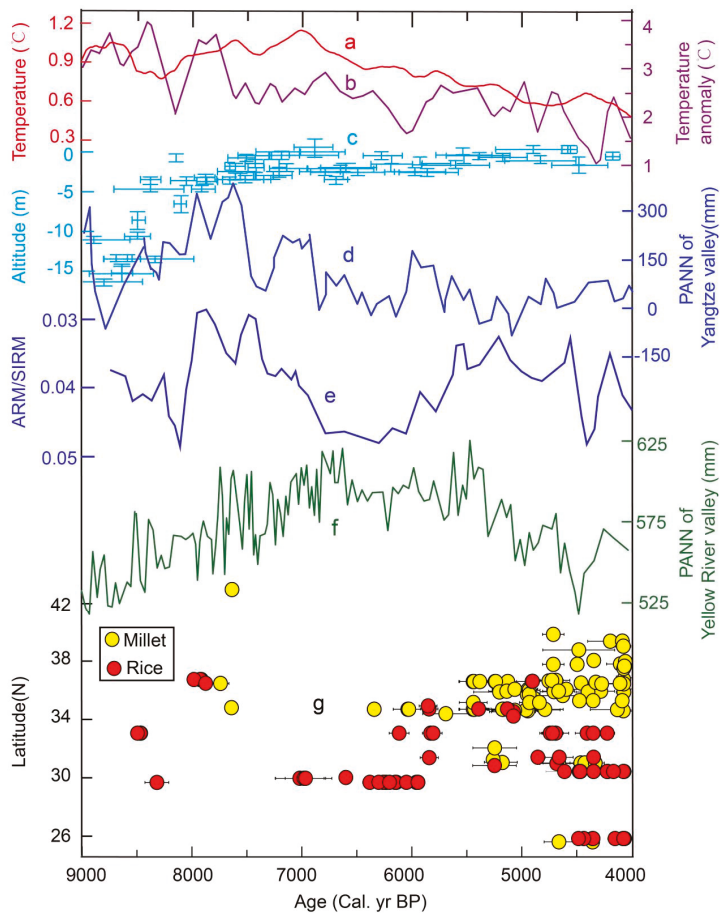 1.2
0.9
0.6
0.3
Temperature (℃)
4
3
2
1
Temperature
anomaly (℃)
a
b
c
0
-5
-10
-15
Altitude (m)
300
150
0
-150
PANN of
Yangtze valley(mm)
d
0.03
0.04
0.05
ARM/SIRM
e
625
575
525
PANN of
Yellow River valley (mm)
f
42
38
34
30
26
Latitude(N)
Millet
Rice
g
9000 8000 7000 6000 5000 4000
Age (Cal. yr BP)